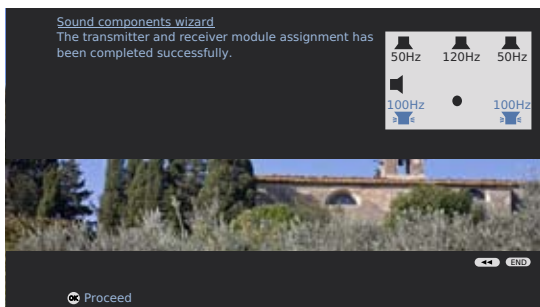 Sound components wizard
The transmitter and receiver module assignment has
been completed successfully.
50Hz 120Hz 50Hz
100Hz 100Hz
END
OK Proceed